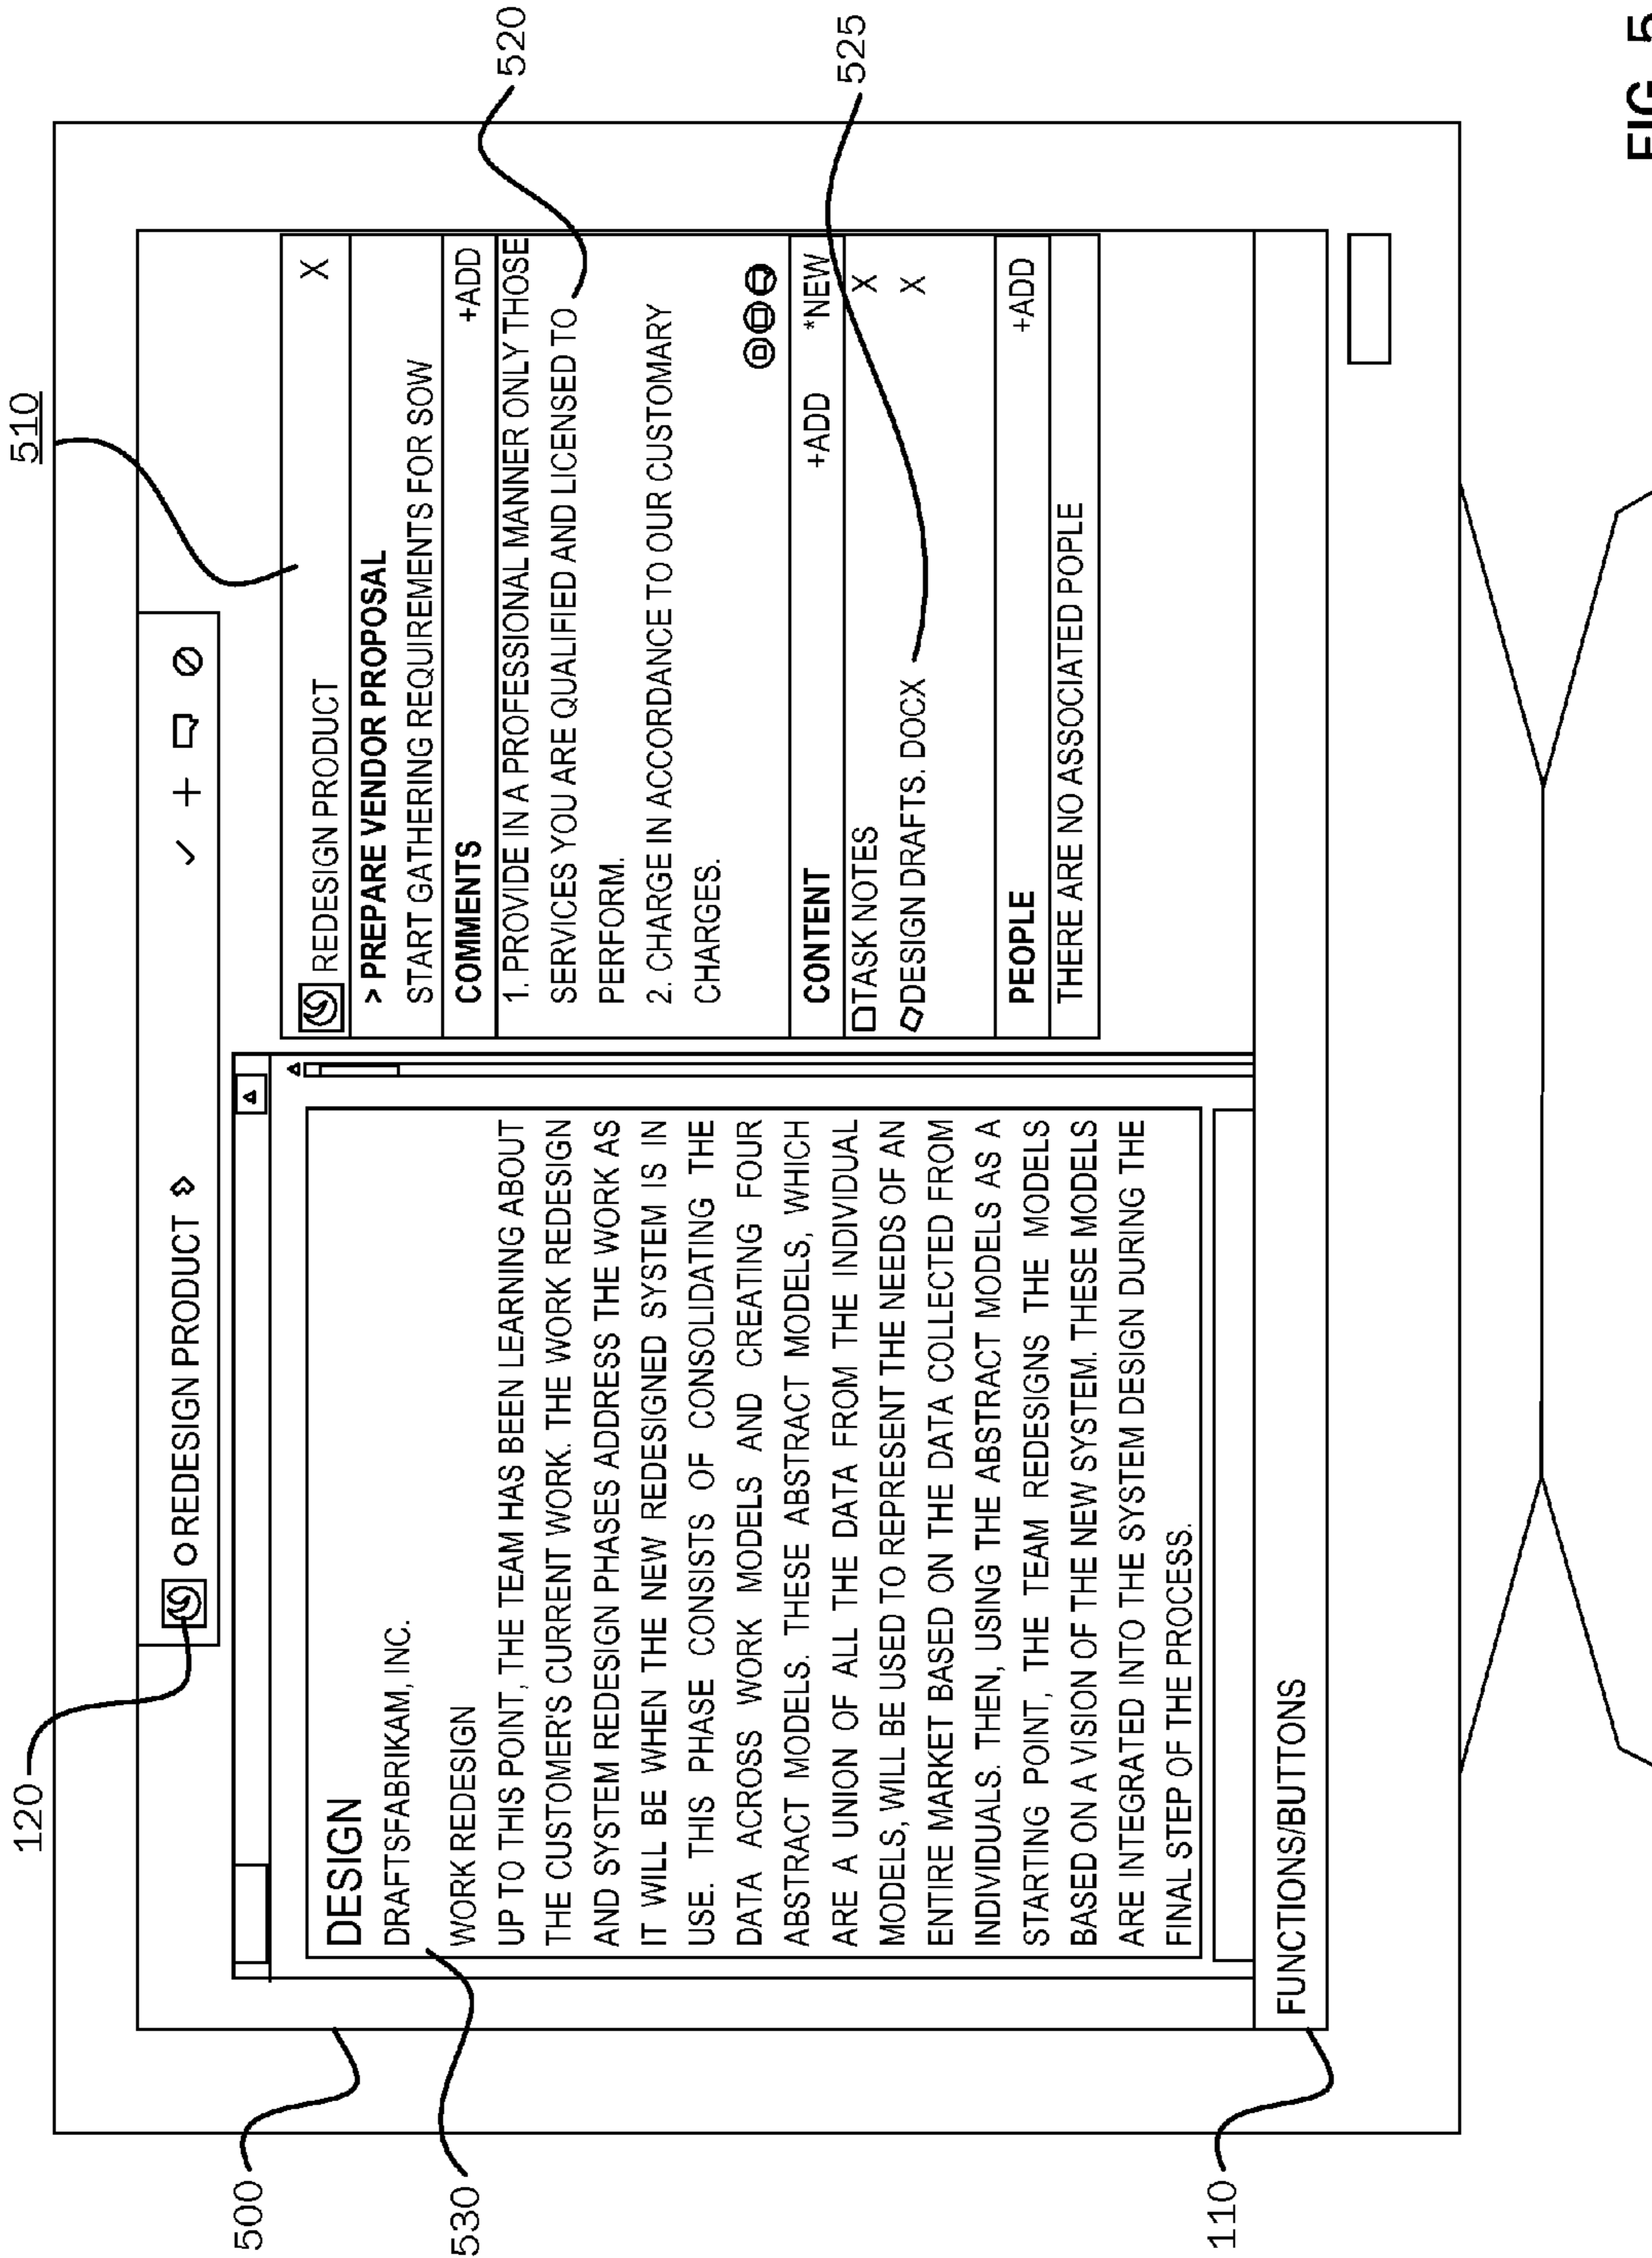 120
510
520
525
500
530
110
REDESIGN PRODUCT
DESIGN
DRAFTSFABRIKAM, INC.
WORK REDESIGN
UP TO THIS POINT, THE TEAM HAS BEEN LEARNING ABOUT
THE CUSTOMER'S CURRENT WORK. THE WORK REDESIGN
AND SYSTEM REDESIGN PHASES ADDRESS THE WORK AS
IT WILL BE WHEN THE NEW REDESIGNED SYSTEM IS IN
USE. THIS PHASE CONSISTS OF CONSOLIDATING THE
DATA ACROSS WORK MODELS AND CREATING FOUR
ABSTRACT MODELS. THESE ABSTRACT MODELS, WHICH
ARE A UNION OF ALL THE DATA FROM THE INDIVIDUAL
MODELS, WILL BE USED TO REPRESENT THE NEEDS OF AN
ENTIRE MARKET BASED ON THE DATA COLLECTED FROM
INDIVIDUALS. THEN, USING THE ABSTRACT MODELS AS A
STARTING POINT, THE TEAM REDESIGNS THE MODELS
BASED ON A VISION OF THE NEW SYSTEM. THESE MODELS
ARE INTEGRATED INTO THE SYSTEM DESIGN DURING THE
FINAL STEP OF THE PROCESS.
REDESIGN PRODUCT X
> PREPARE VENDOR PROPOSAL
START GATHERING REQUIREMENTS FOR SOW
COMMENTS +ADD
1. PROVIDE IN A PROFESSIONAL MANNER ONLY THOSE
SERVICES YOU ARE QUALIFIED AND LICENSED TO
PERFORM.
2. CHARGE IN ACCORDANCE TO OUR CUSTOMARY
CHARGES.
CONTENT +ADD *NEW
TASK NOTES X
DESIGN DRAFTS. DOCX X
PEOPLE +ADD
THERE ARE NO ASSOCIATED POPLE
FUNCTIONS/BUTTONS
FIG. 5